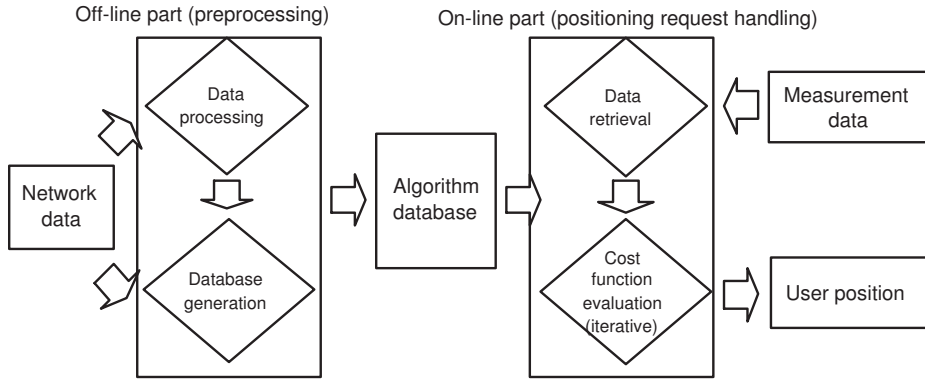 Off-line part (preprocessing)
On-line part (positioning request handling)
Data
processing
Database
generation
Network
data
Algorithm
database
Data
retrieval
Cost
function
evaluation
(iterative)
Measurement
data
User position